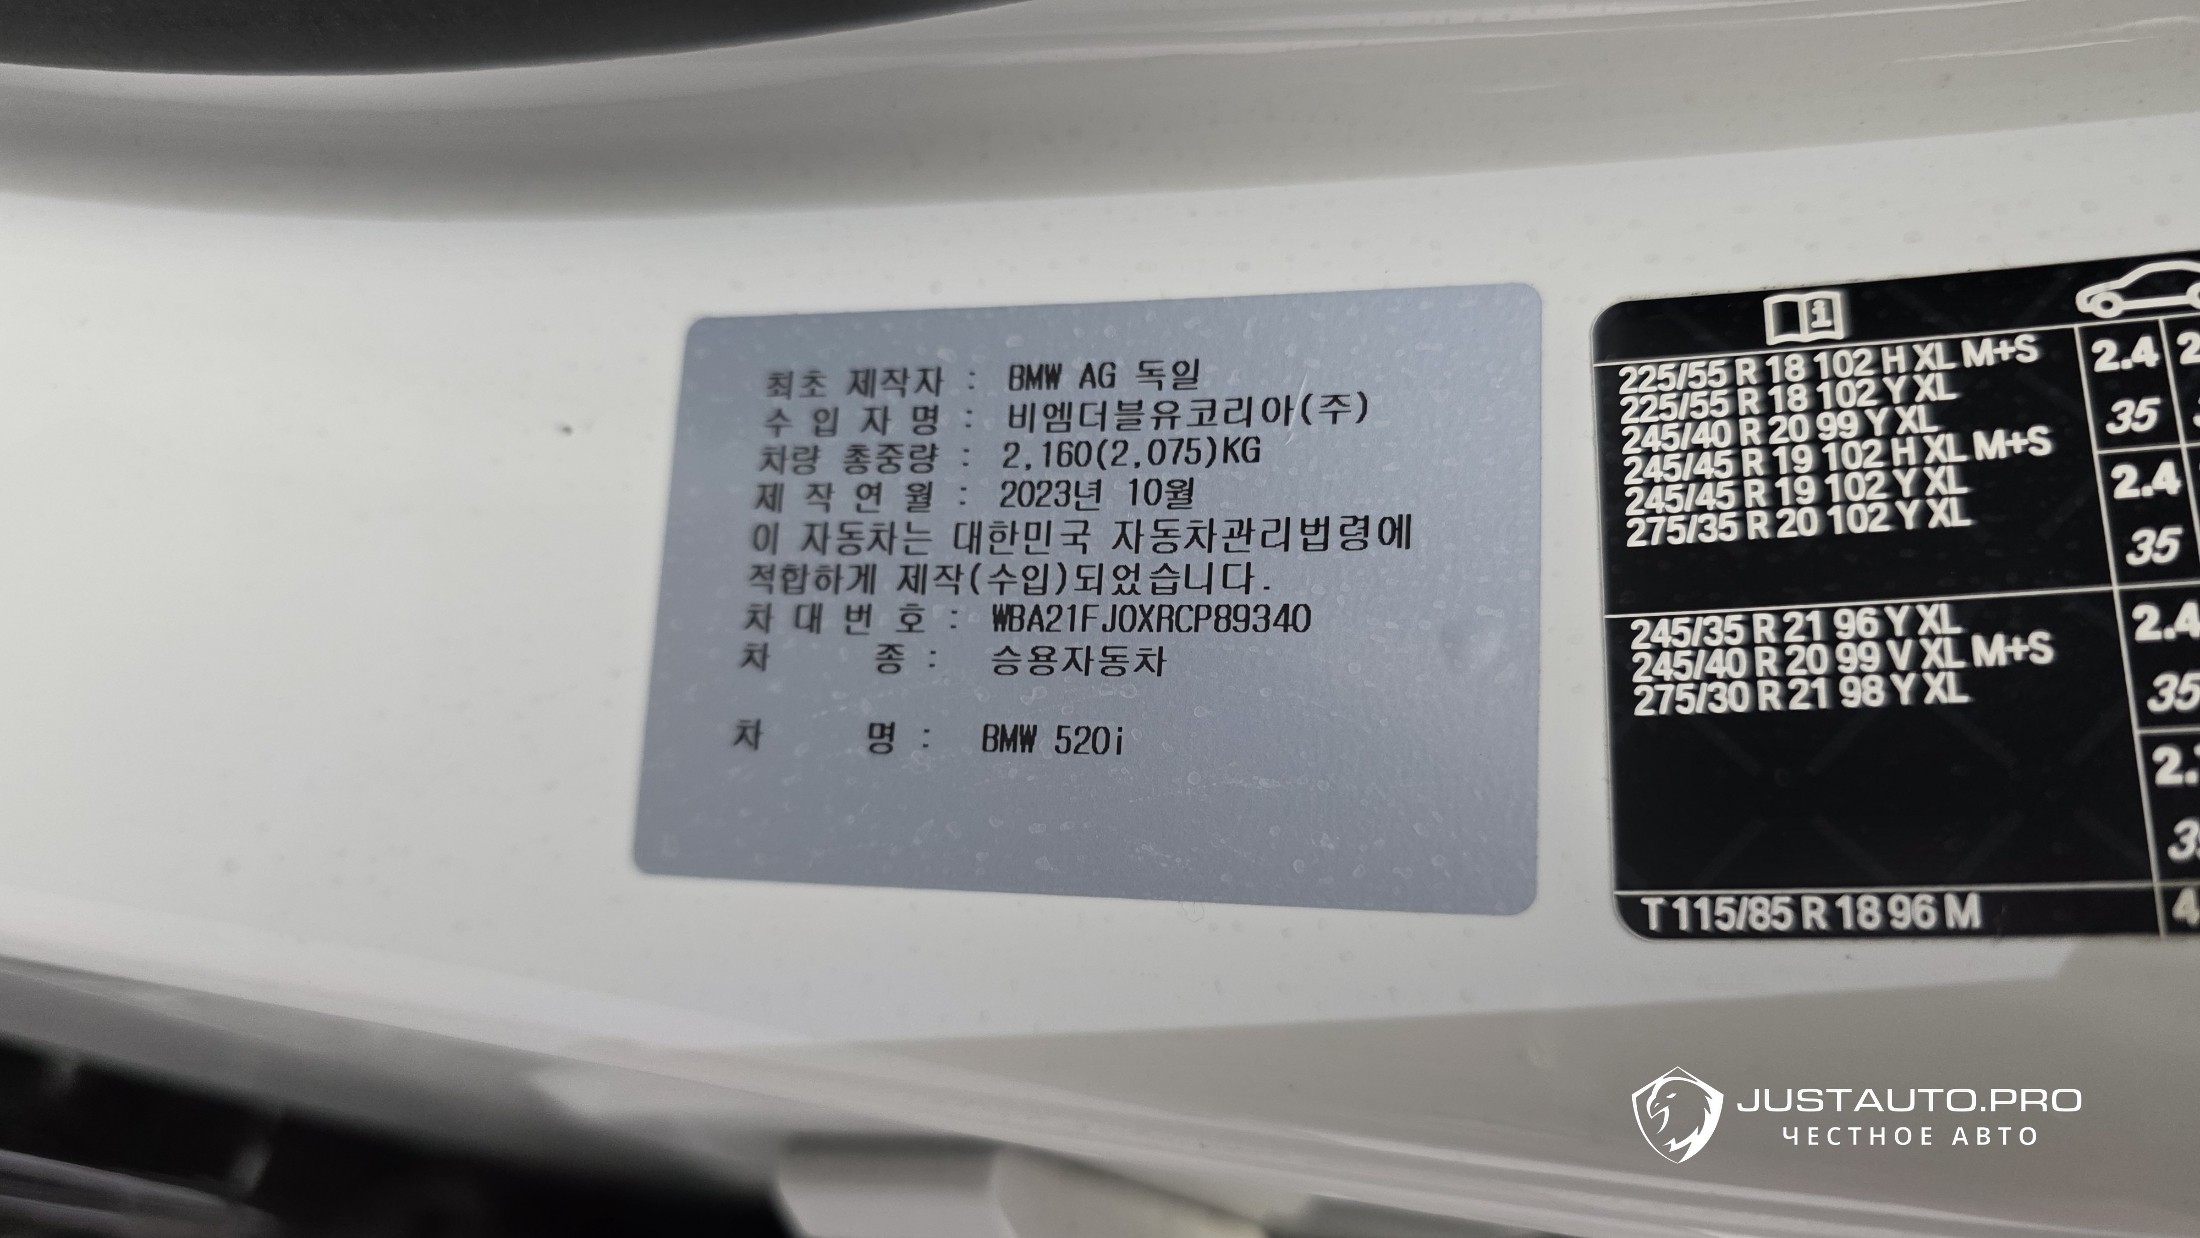 최초 제작자 : BMW AG 독일
수 입 자 명 : 비엠더블유코리아(주)
차량 총중량 : 2,160(2,075)KG
제 작 연 월 : 2023년 10월
이 자동차는 대한민국 자동차관리법령에
적합하게 제작(수입)되었습니다.
차 대 번 호 : WBA21FJ0XRCP89340
차 종 : 승용자동차
차 명 : BMW 520i
225/55 R 18 102 H XL M+S
225/55 R 18 102 Y XL
245/40 R 20 99 Y XL
245/45 R 19 102 H XL M+S
245/45 R 19 102 Y XL
275/35 R 20 102 Y XL
2.4
35
2.4
35
245/35 R 21 96 Y XL
245/40 R 20 99 V XL M+S
275/30 R 21 98 Y XL
2.4
35
T 115/85 R 18 96 M
JUSTAUTO.PRO
ЧЕСТНОЕ АВТО